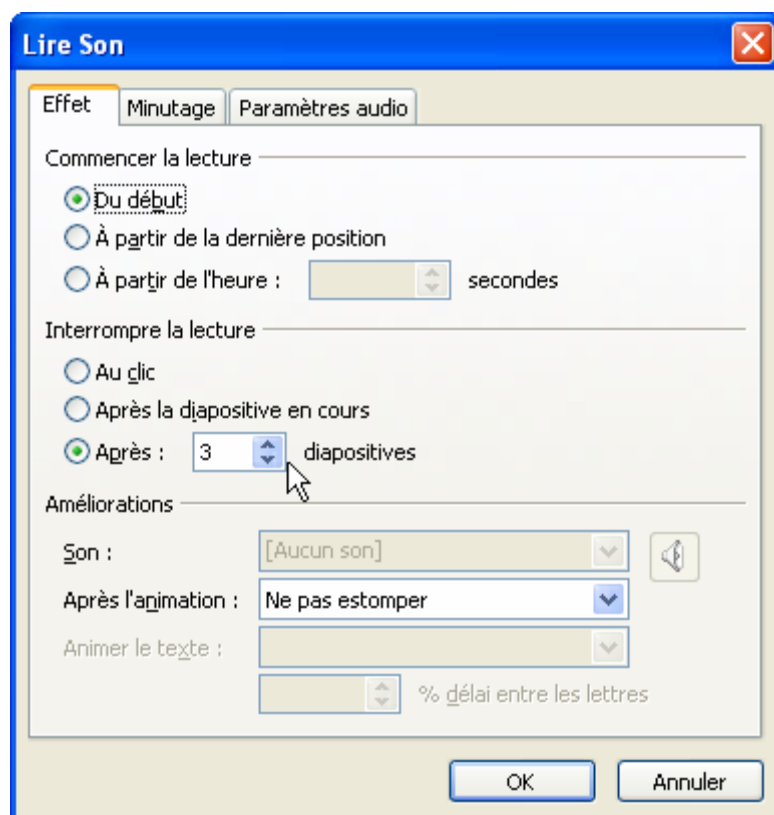 Lire Son
Effet Minutage Paramètres audio
Commencer la lecture
Du début
À partir de la dernière position
À partir de l'heure : secondes
Interrompre la lecture
Au clic
Après la diapositive en cours
Après : 3 diapositives
Améliorations
Son : [Aucun son]
Après l'animation : Ne pas estomper
Animer le texte :
% délai entre les lettres
OK Annuler